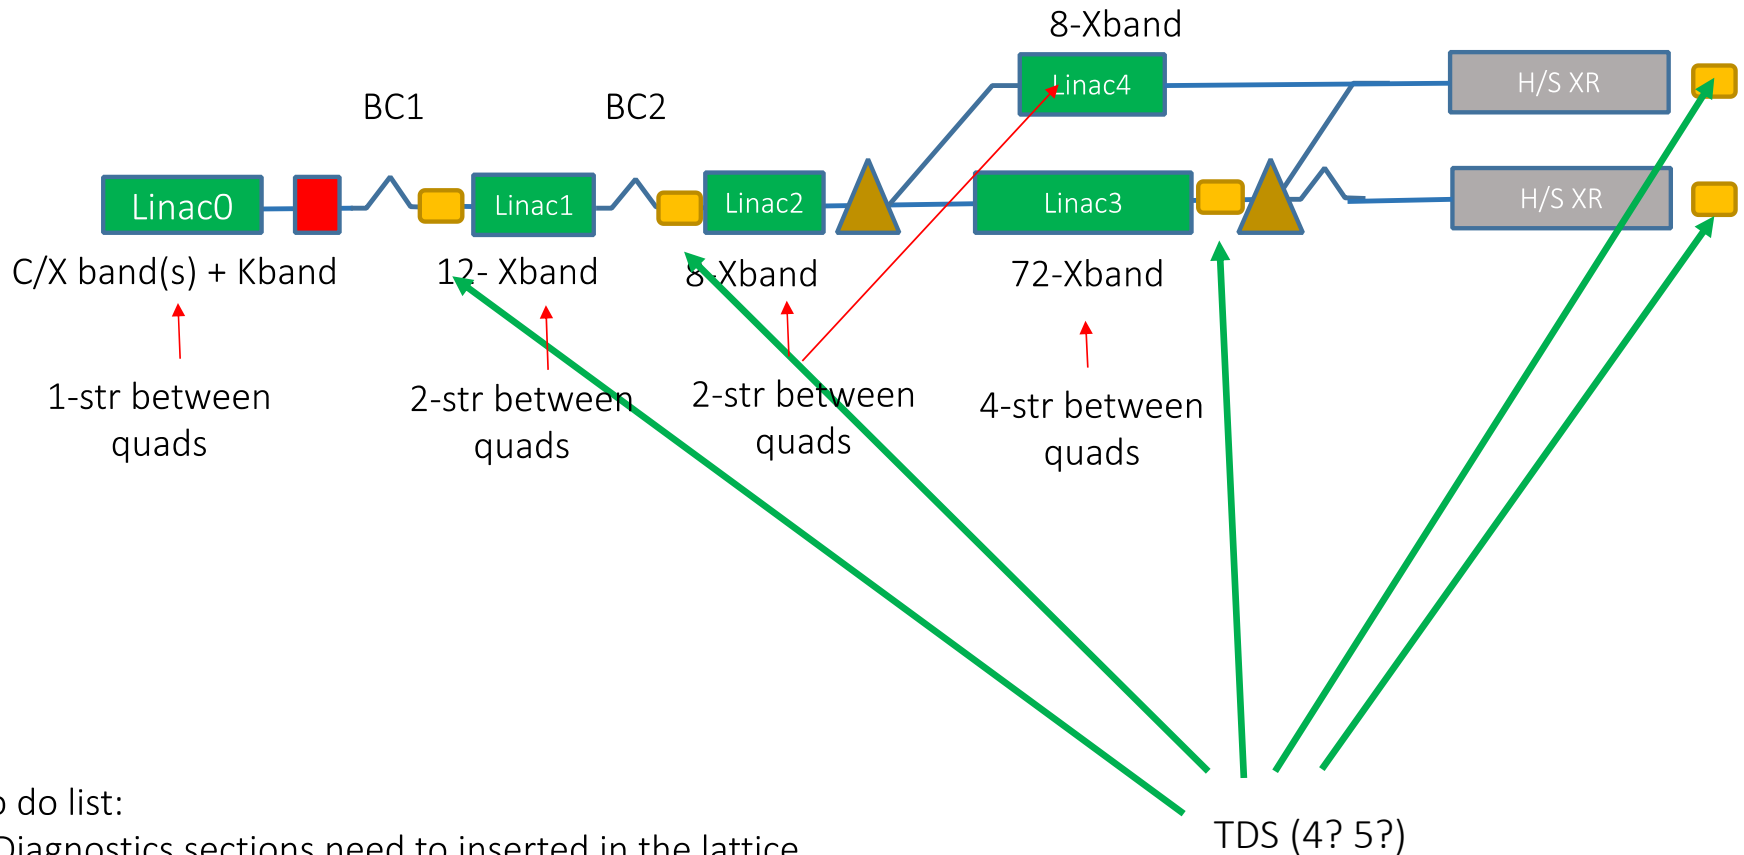 8-Xband
BC1
BC2
Linac4
H/S XR
Linac0
Linac1
Linac2
Linac3
H/S XR
C/X band(s) + Kband
12- Xband
8-Xband
72-Xband
1-str between
quads
2-str between
quads
2-str between
quads
4-str between
quads
do list:
Diagnostics sections need to inserted in the lattice
TDS (4? 5?)